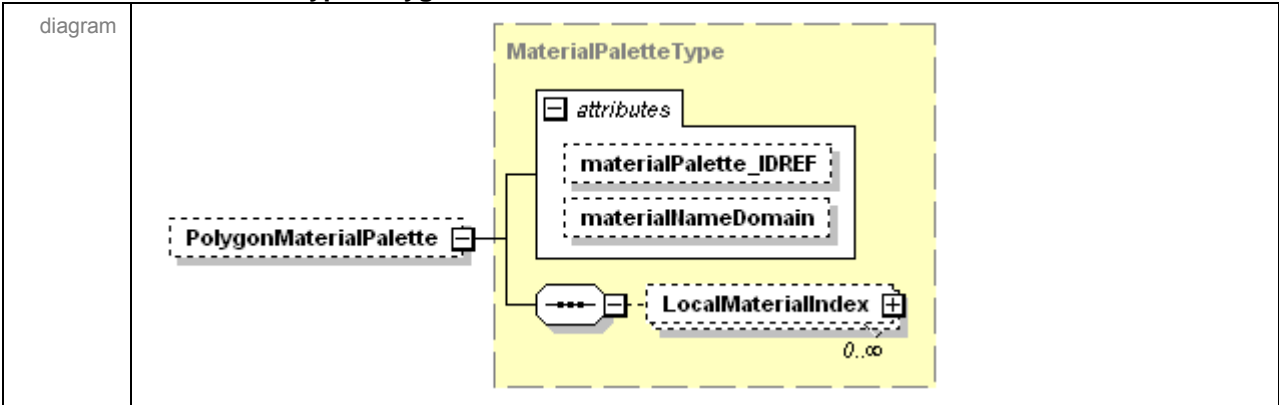 diagram
MaterialPaletteType
attributes
materialPalette_IDREF
materialNameDomain
PolygonMaterialPalette
LocalMaterialIndex
0..∞